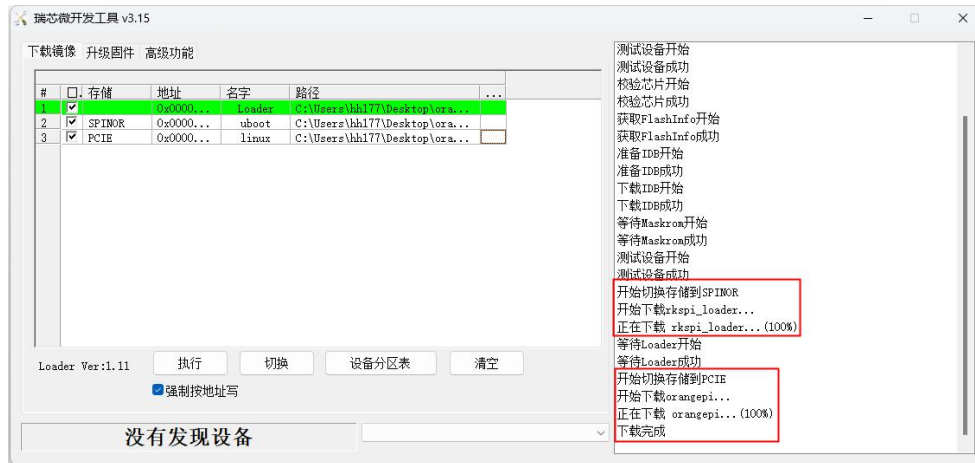 瑞芯微开发工具 v3.15
下载镜像 升级固件 高级功能
# 存储 地址 名字 路径 ...
1 0x0000... Loader C:\Users\hh177\Desktop\ora...
2 SPINOR 0x0000... uboot C:\Users\hh177\Desktop\ora...
3 PCIE 0x0000... linux C:\Users\hh177\Desktop\ora...
Loader Ver:1.11 执行 切换 设备分区表 清空
强制按地址写
没有发现设备
测试设备开始
测试设备成功
校验芯片开始
校验芯片成功
获取FlashInfo开始
获取FlashInfo成功
准备IDB开始
准备IDB成功
下载IDB开始
下载IDB成功
等待Maskrom开始
等待Maskrom成功
测试设备开始
测试设备成功
开始切换存储到SPINOR
开始下载rkspi_loader...
正在下载 rkspi_loader...(100%)
等待Loader开始
等待Loader成功
开始切换存储到PCIE
开始下载orangepi...
正在下载 orangepi...(100%)
下载完成